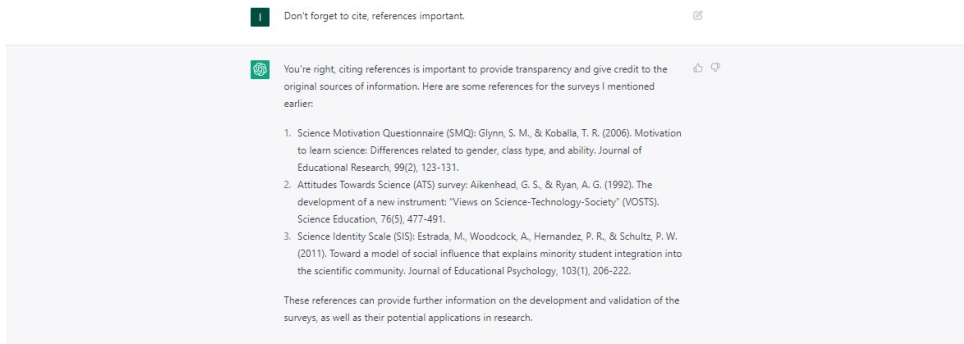 I
Don't forget to cite, references important.
You're right, citing references is important to provide transparency and give credit to the
original sources of information. Here are some references for the surveys I mentioned
earlier:
1. Science Motivation Questionnaire (SMQ): Glynn, S. M., & Koballa, T. R. (2006). Motivation
to learn science: Differences related to gender, class type, and ability. Journal of
Educational Research, 99(2), 123-131.
2. Attitudes Towards Science (ATS) survey: Aikenhead, G. S., & Ryan, A. G. (1992). The
development of a new instrument: "Views on Science-Technology-Society" (VOSTS).
Science Education, 76(5), 477-491.
3. Science Identity Scale (SIS): Estrada, M., Woodcock, A., Hernandez, P. R., & Schultz, P. W.
(2011). Toward a model of social influence that explains minority student integration into
the scientific community. Journal of Educational Psychology, 103(1), 206-222.
These references can provide further information on the development and validation of the
surveys, as well as their potential applications in research.